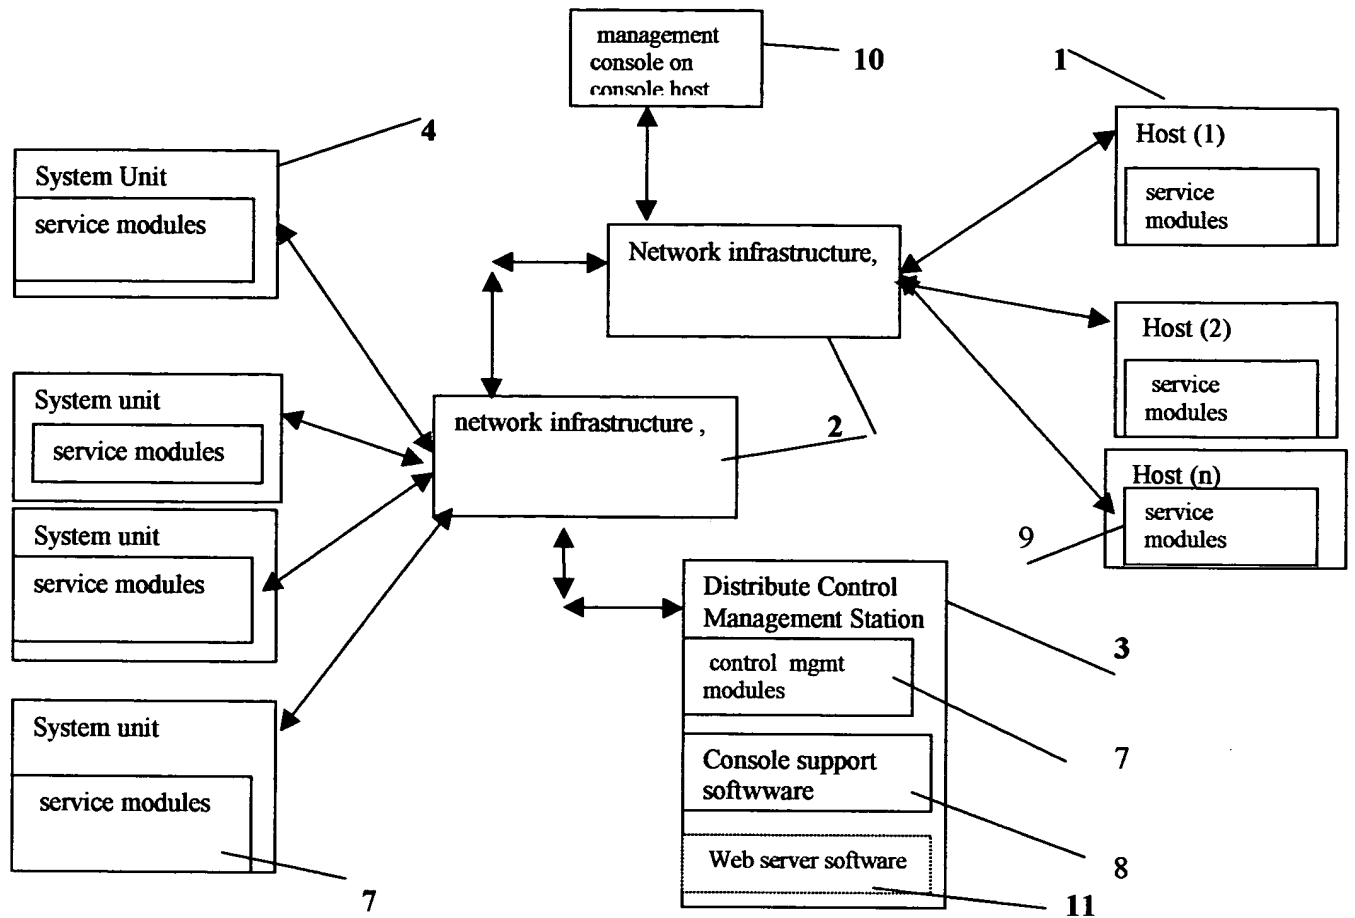 management
console on
console host
10
1
4
Host (1)
service
modules
System Unit
service modules
Network infrastructure,
Host (2)
service
modules
System unit
service modules
network infrastructure ,
2
Host (n)
service
modules
9
System unit
service modules
Distribute Control
Management Station
3
control mgmt
modules
7
Console support
softwware
8
Web server software
11
System unit
service modules
7